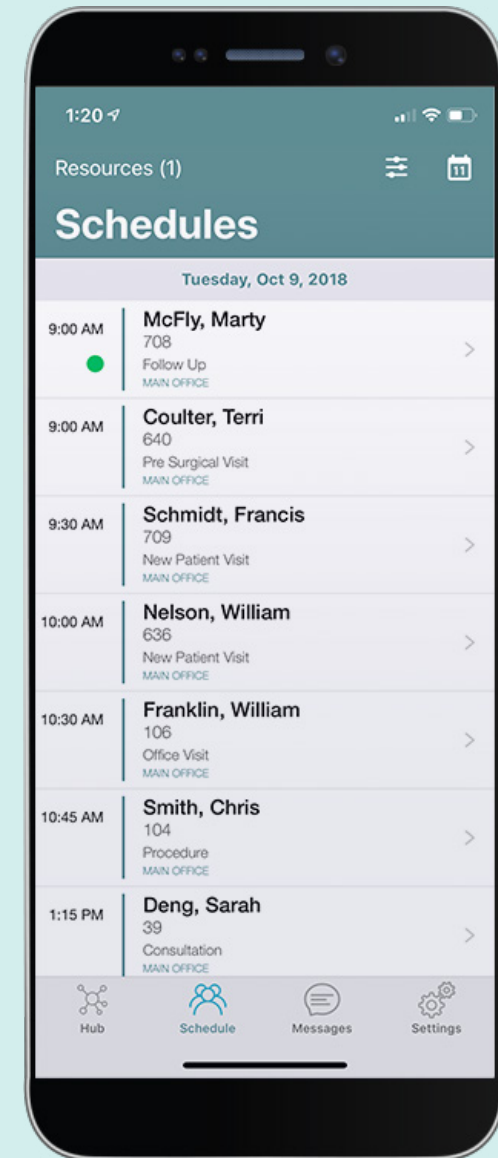 1:20
Resources (1)
11
Schedules
Tuesday, Oct 9, 2018
9:00 AM
McFly, Marty
708
Follow Up
MAIN OFFICE
9:00 AM
Coulter, Terri
640
Pre Surgical Visit
MAIN OFFICE
9:30 AM
Schmidt, Francis
709
New Patient Visit
MAIN OFFICE
10:00 AM
Nelson, William
636
New Patient Visit
MAIN OFFICE
10:30 AM
Franklin, William
106
Office Visit
MAIN OFFICE
10:45 AM
Smith, Chris
104
Procedure
MAIN OFFICE
1:15 PM
Deng, Sarah
39
Consultation
MAIN OFFICE
Hub
Schedule
Messages
Settings